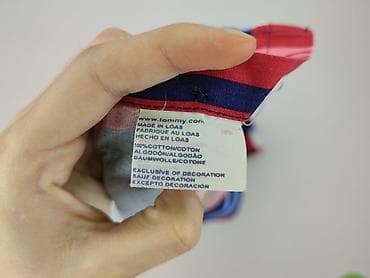 www.tommy.com
MADE IN LOAS
FABRIQUE AU LOAS
HECHO EN LOAS
100%COTTON/COTON
ALGODÓN/ALGODÃO
BAUMWOLLE/COTONE
EXCLUSIVE OF DECORATION
SAUF DECORATION
EXCEPTO DECORACIÓN